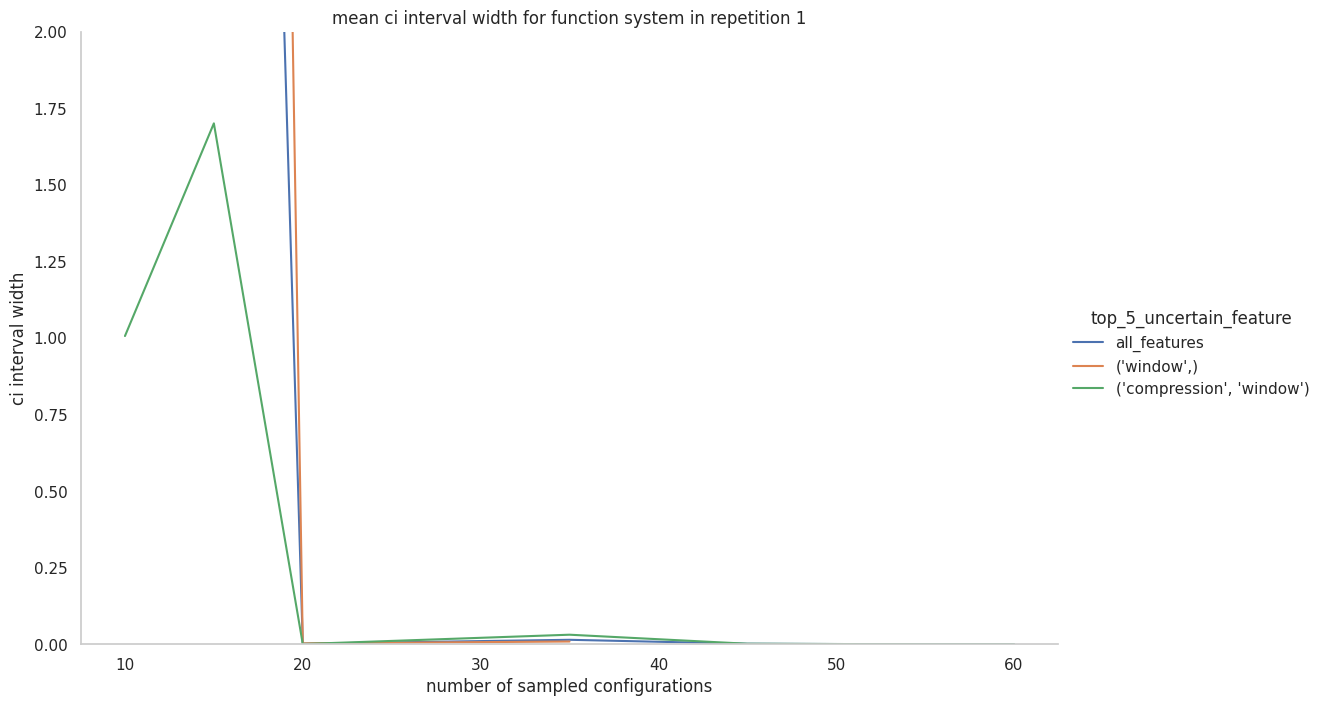 mean ci interval width for function system in repetition 1
2.00
1.75
1.50
1.25
1.00
0.75
0.50
0.25
0.00
ci interval width
10 20 30 40 50 60
number of sampled configurations
top_5_uncertain_feature
all_features
('window',)
('compression', 'window')